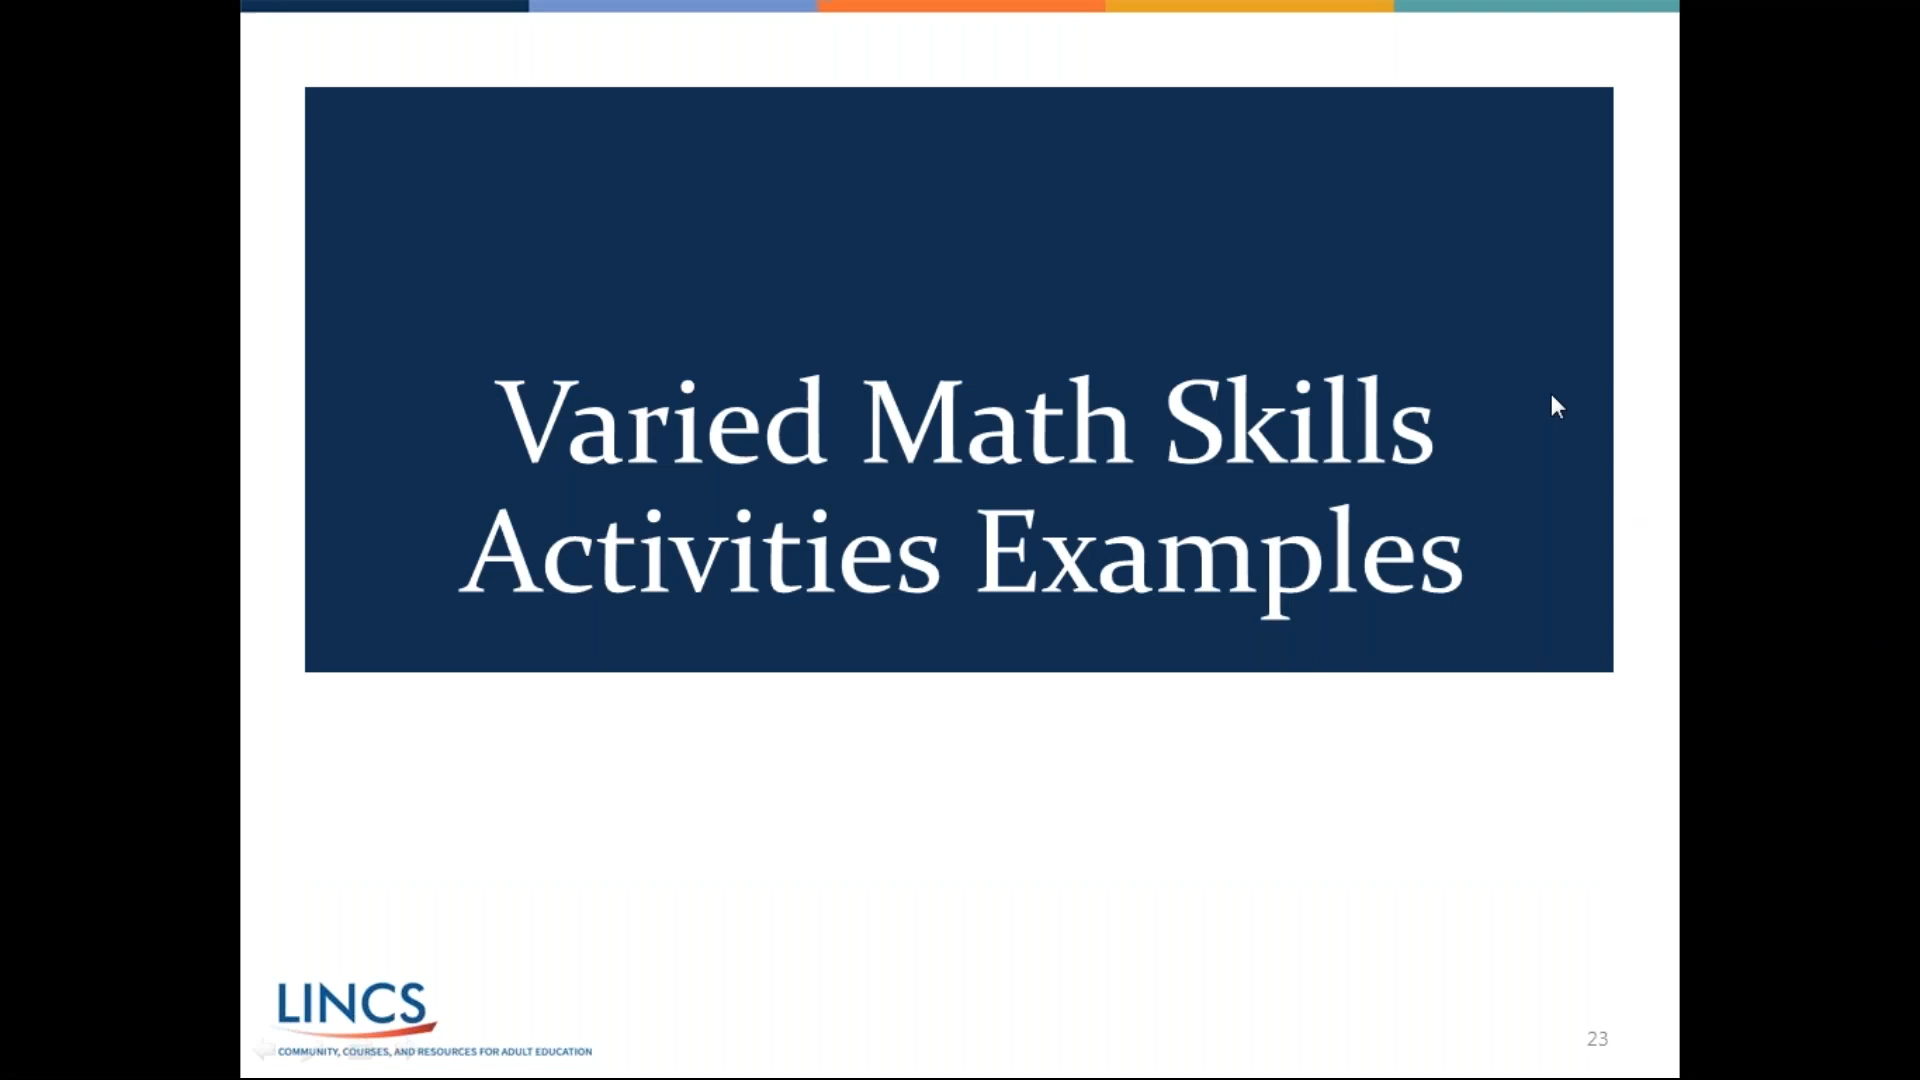 Varied Math Skills
Activities Examples
LINCS
COMMUNITY, COURSES, AND RESOURCES FOR ADULT EDUCATION
23